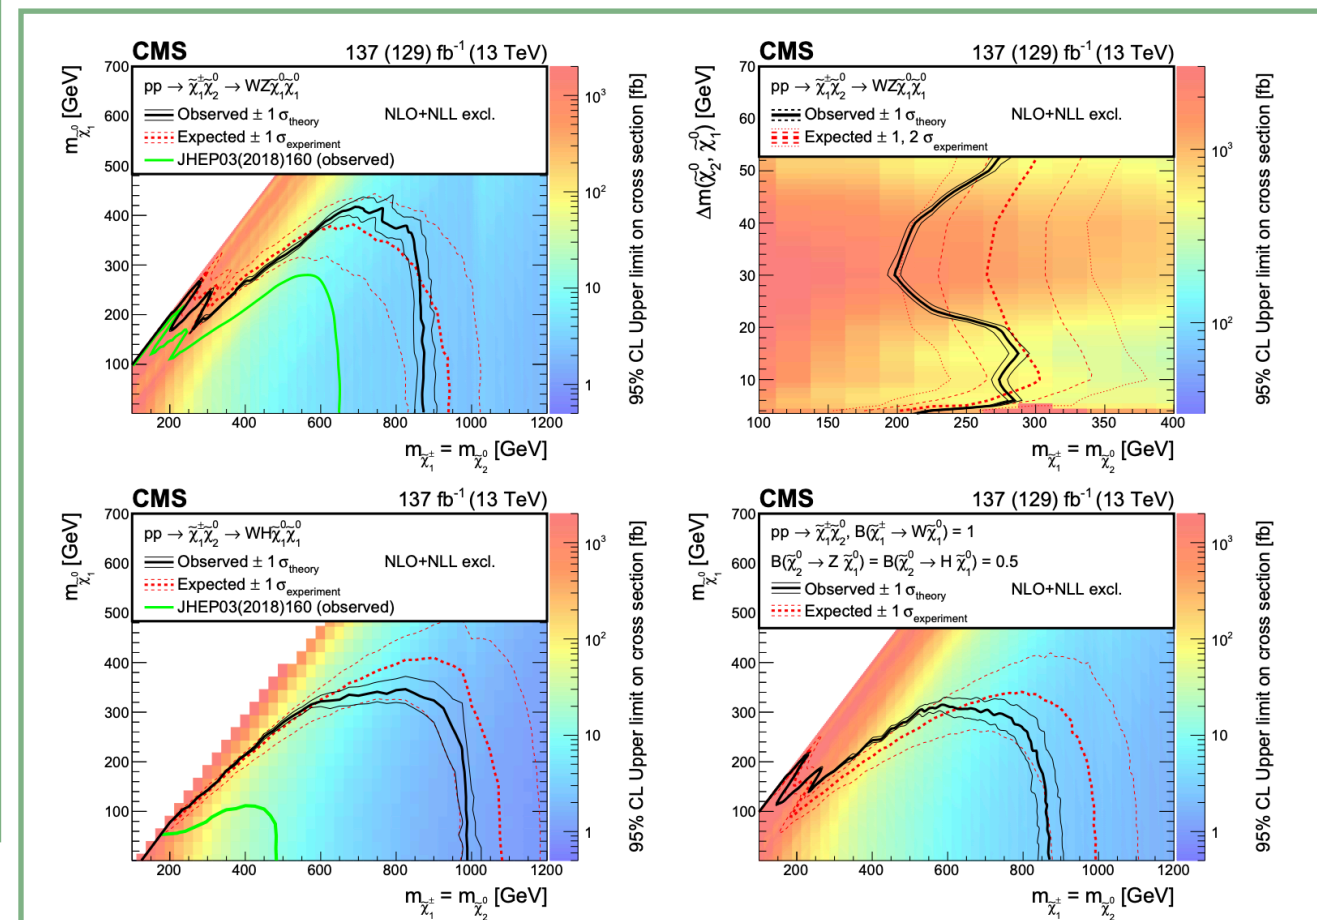 CMS 137 (129) fb⁻¹ (13 TeV)
pp → χ̃₁±χ̃₂⁰ → WZχ̃₁⁰χ̃₁⁰
Observed ± 1 σtheory NLO+NLL excl.
Expected ± 1 σexperiment
JHEP03(2018)160 (observed)
mχ̃₁⁰ [GeV]
700
600
500
400
300
200
100
200 400 600 800 1000 1200
mχ̃₁± = mχ̃₂⁰ [GeV]
10³
10²
10
1
95% CL Upper limit on cross section [fb]
CMS 137 (129) fb⁻¹ (13 TeV)
pp → χ̃₁±χ̃₂⁰ → WZχ̃₁⁰χ̃₁⁰
Observed ± 1 σtheory NLO+NLL excl.
Expected ± 1, 2 σexperiment
Δm(χ̃₂⁰, χ̃₁⁰) [GeV]
70
60
50
40
30
20
10
100 150 200 250 300 350 400
mχ̃₁± = mχ̃₂⁰ [GeV]
10³
10²
95% CL Upper limit on cross section [fb]
CMS 137 fb⁻¹ (13 TeV)
pp → χ̃₁±χ̃₂⁰ → WHχ̃₁⁰χ̃₁⁰
Observed ± 1 σtheory NLO+NLL excl.
Expected ± 1 σexperiment
JHEP03(2018)160 (observed)
mχ̃₁⁰ [GeV]
700
600
500
400
300
200
100
200 400 600 800 1000 1200
mχ̃₁± = mχ̃₂⁰ [GeV]
10³
10²
10
1
95% CL Upper limit on cross section [fb]
CMS 137 (129) fb⁻¹ (13 TeV)
pp → χ̃₁±χ̃₂⁰, B(χ̃₁± → Wχ̃₁⁰) = 1
B(χ̃₂⁰ → Z χ̃₁⁰) = B(χ̃₂⁰ → H χ̃₁⁰) = 0.5
Observed ± 1 σtheory NLO+NLL excl.
Expected ± 1 σexperiment
mχ̃₁⁰ [GeV]
700
600
500
400
300
200
100
200 400 600 800 1000 1200
mχ̃₁± = mχ̃₂⁰ [GeV]
10³
10²
10
1
95% CL Upper limit on cross section [fb]